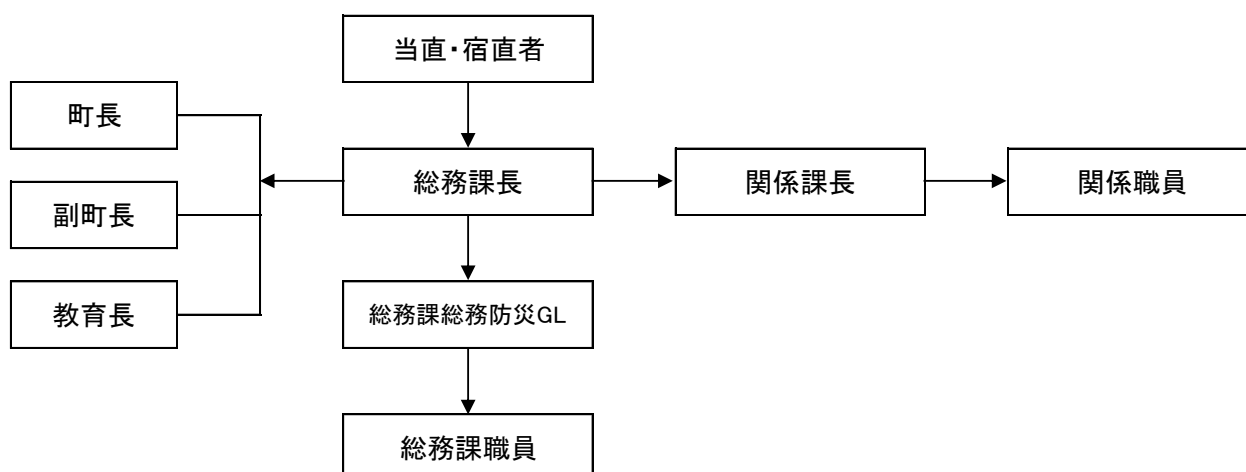 当直・宿直者
町長
総務課長
関係課長
関係職員
副町長
教育長
総務課総務防災GL
総務課職員